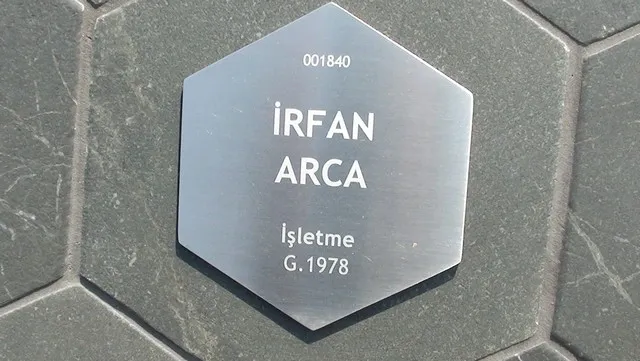 001840
İRFAN
ARCA
İşletme
G.1978